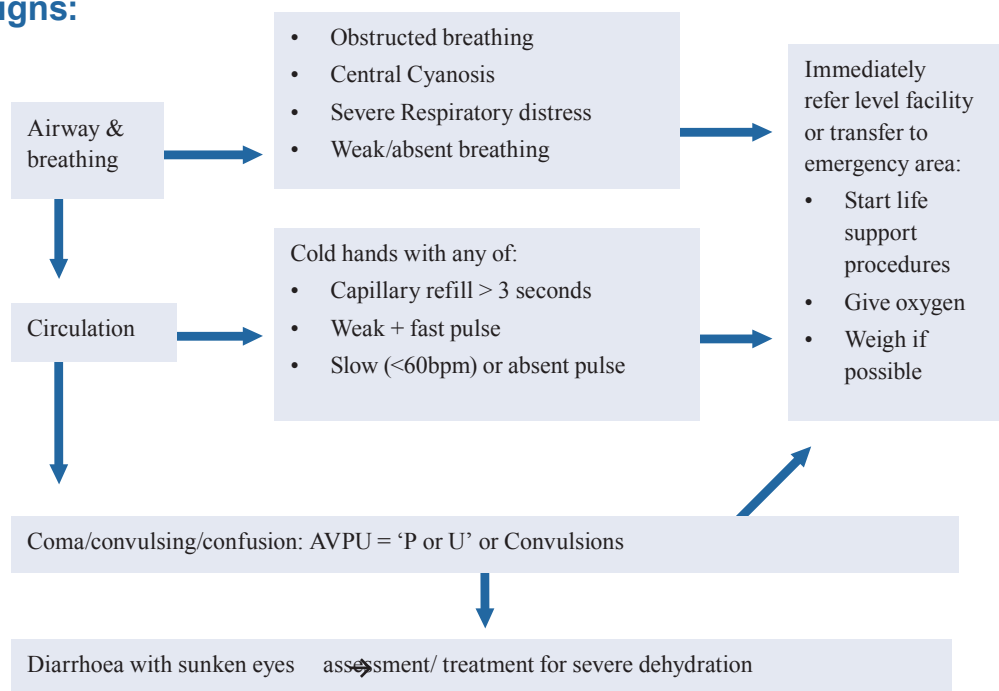 igns:
Airway &
breathing
• Obstructed breathing
• Central Cyanosis
• Severe Respiratory distress
• Weak/absent breathing
Immediately
refer level facility
or transfer to
emergency area:
• Start life
support
procedures
• Give oxygen
• Weigh if
possible
Circulation
Cold hands with any of:
• Capillary refill > 3 seconds
• Weak + fast pulse
• Slow (<60bpm) or absent pulse
Coma/convulsing/confusion: AVPU = ‘P or U’ or Convulsions
Diarrhoea with sunken eyes → assessment/ treatment for severe dehydration